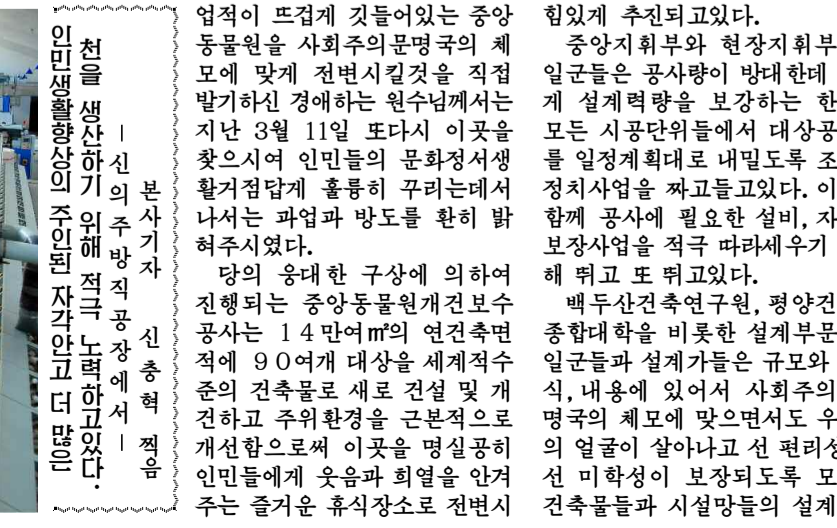 인민생활향상의 주인된 자각안고 더 많은
천을 생산하기 위해 적극 노력하고있다.
－신의주방직공장에서－
본사기자 신충혁 찍음
업적이 뜨겁게 깃들어있는 중앙
동물원을 사회주의문명국의 체
모에 맞게 전변시킬것을 직접
발기하신 경애하는 원수님께서는
지난 3월 11일 또다시 이곳을
찾으시여 인민들의 문화정서생
활거점답게 훌륭히 꾸리는데서
나서는 과업과 방도를 환히 밝
혀주시였다.
당의 웅대한 구상에 의하여
진행되는 중앙동물원개건보수
공사는 14만여㎡의 연건축면
적에 90여개 대상을 세계적수
준의 건축물로 새로 건설 및 개
건하고 주위환경을 근본적으로
개선함으로써 이곳을 명실공히
인민들에게 웃음과 희열을 안겨
주는 즐거운 휴식장소로 전변시
힘있게 추진되고있다.
중앙지휘부와 현장지휘부
일군들은 공사량이 방대한데
게 설계력량을 보강하는 한
모든 시공단위들에서 대상공
를 일정계획대로 내밀도록 조
정치사업을 짜고들고있다. 이
함께 공사에 필요한 설비, 자
보장사업을 적극 따라세우기
해 뛰고 또 뛰고있다.
백두산건축연구원, 평양건
종합대학을 비롯한 설계부문
일군들과 설계가들은 규모와
식, 내용에 있어서 사회주의
명국의 체모에 맞으면서도 우
의 얼굴이 살아나고 선 편리성
선 미학성이 보장되도록 모
건축물들과 시설망들의 설계